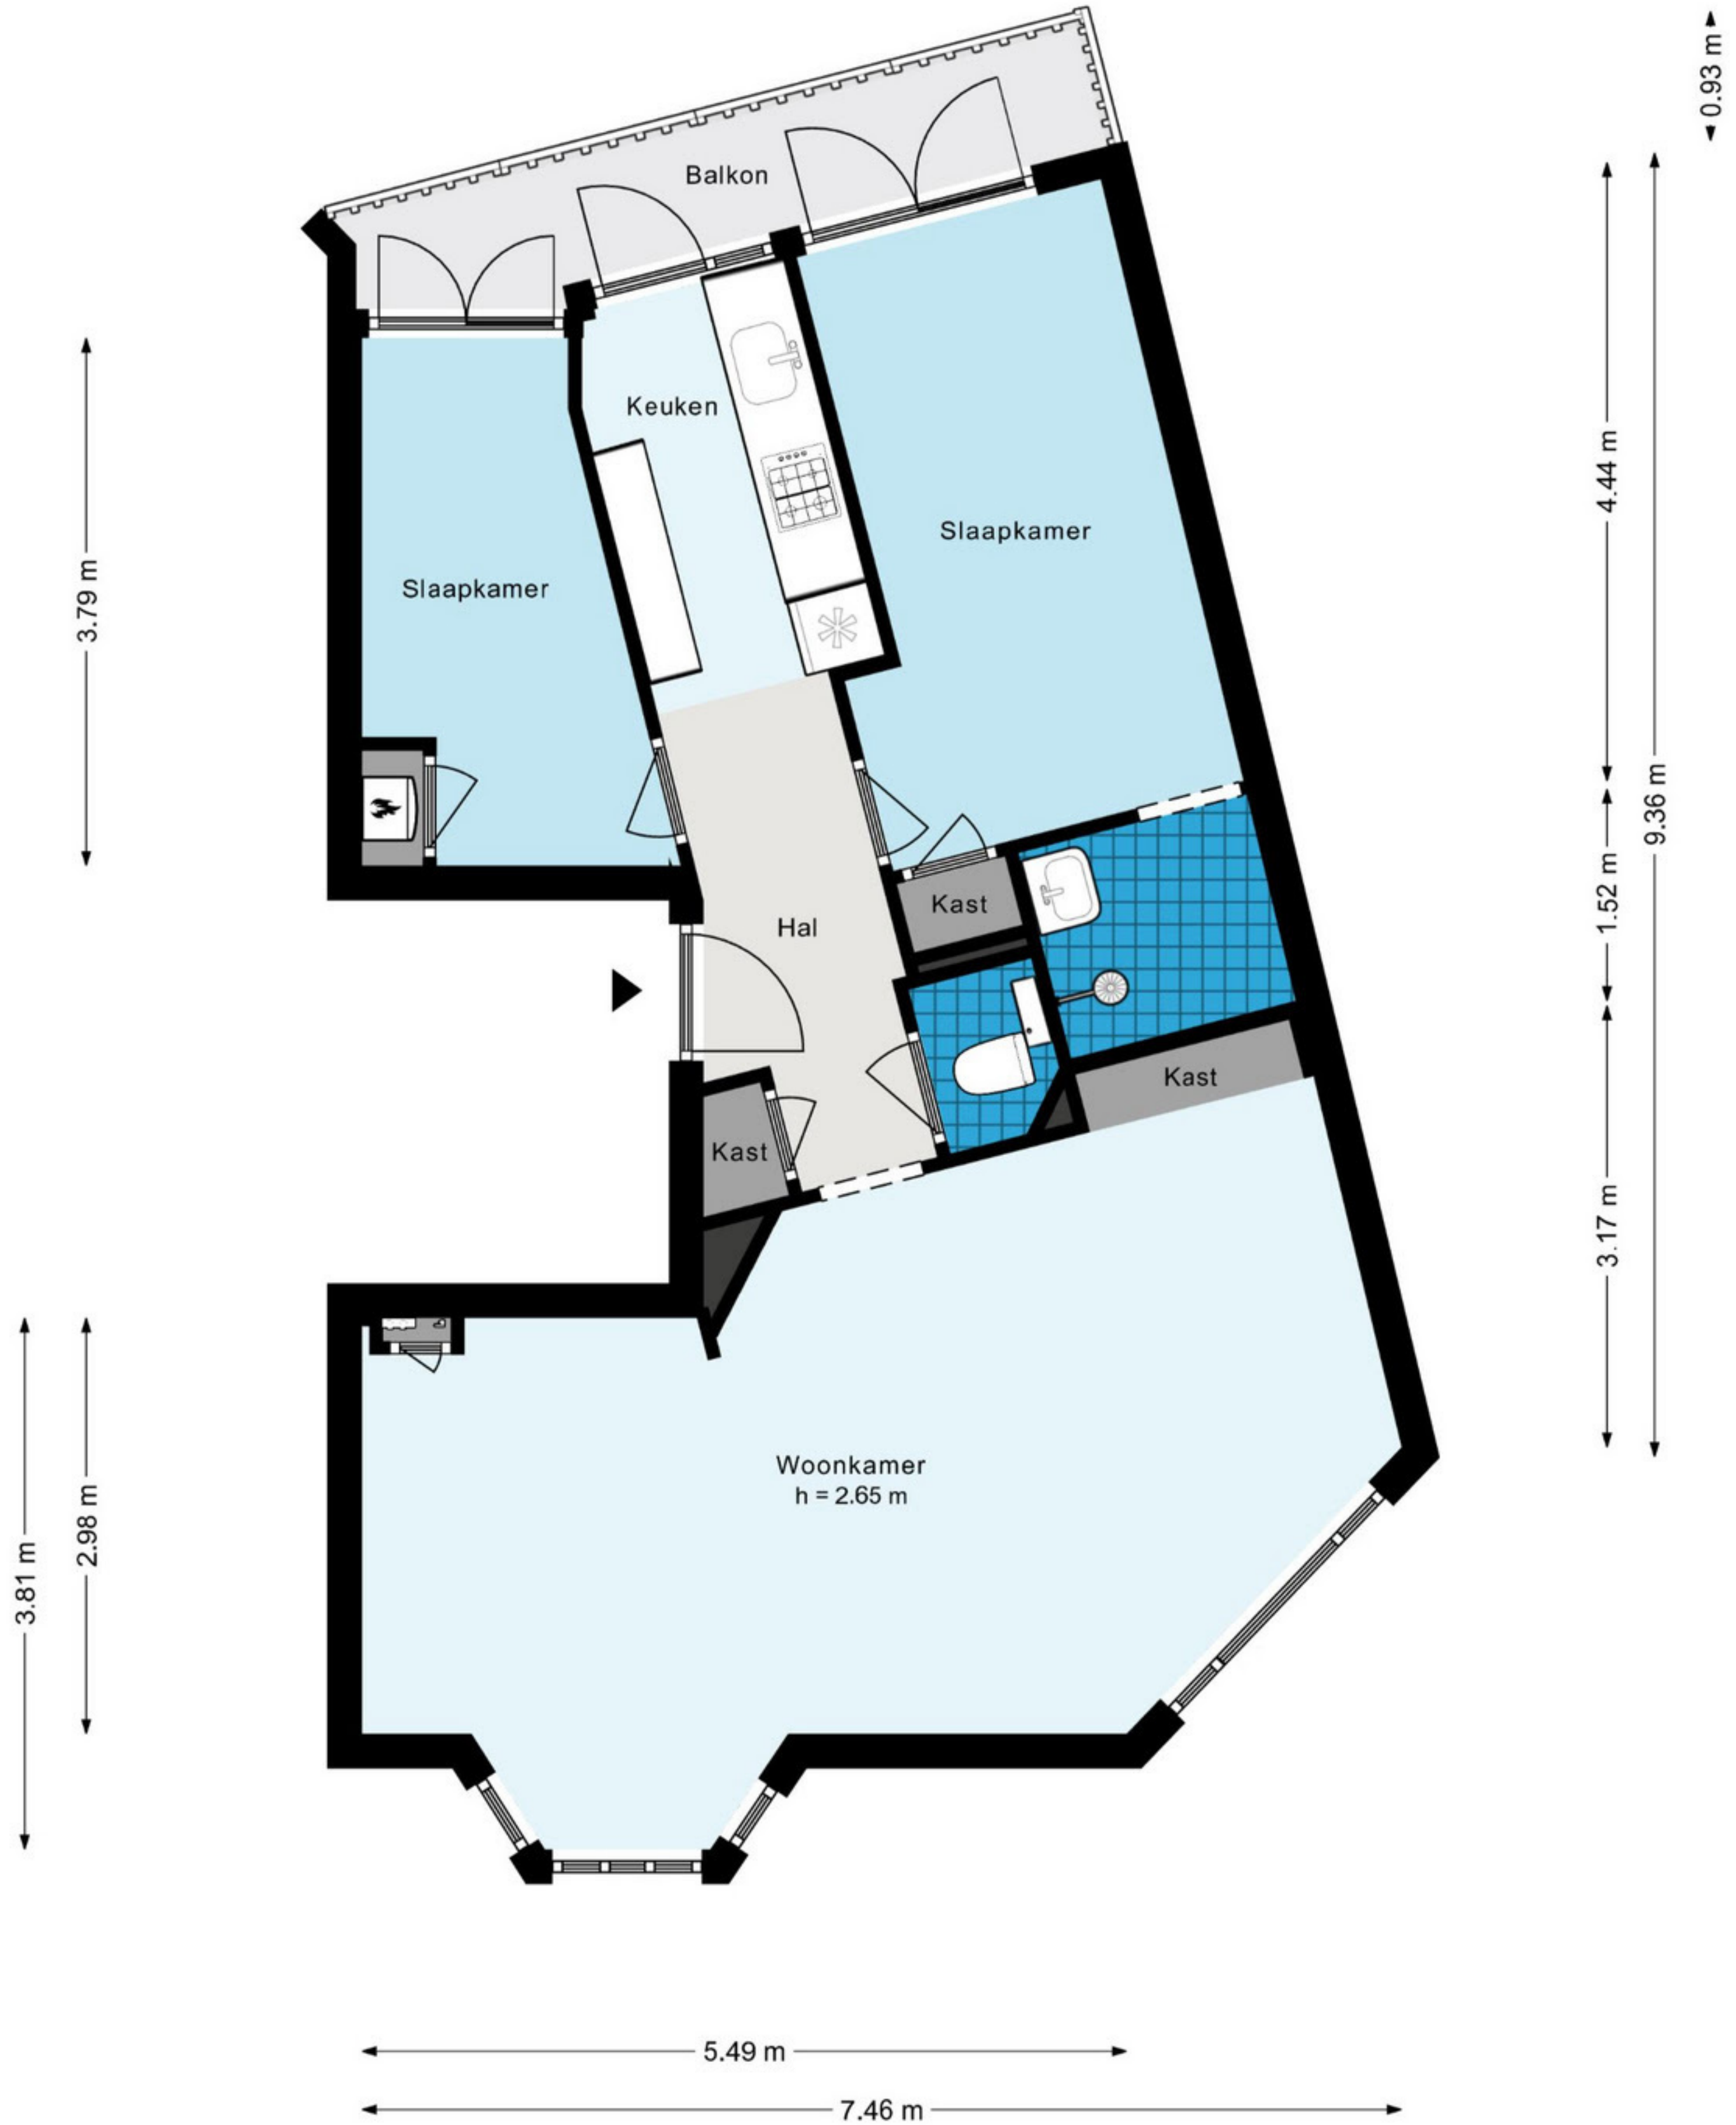 0.93 m
Balkon
Keuken
4.44 m
Slaapkamer
3.79 m
Slaapkamer
9.36 m
1.52 m
Kast
Hal
Kast
Kast
3.17 m
Woonkamer
h = 2.65 m
2.98 m
3.81 m
5.49 m
7.46 m